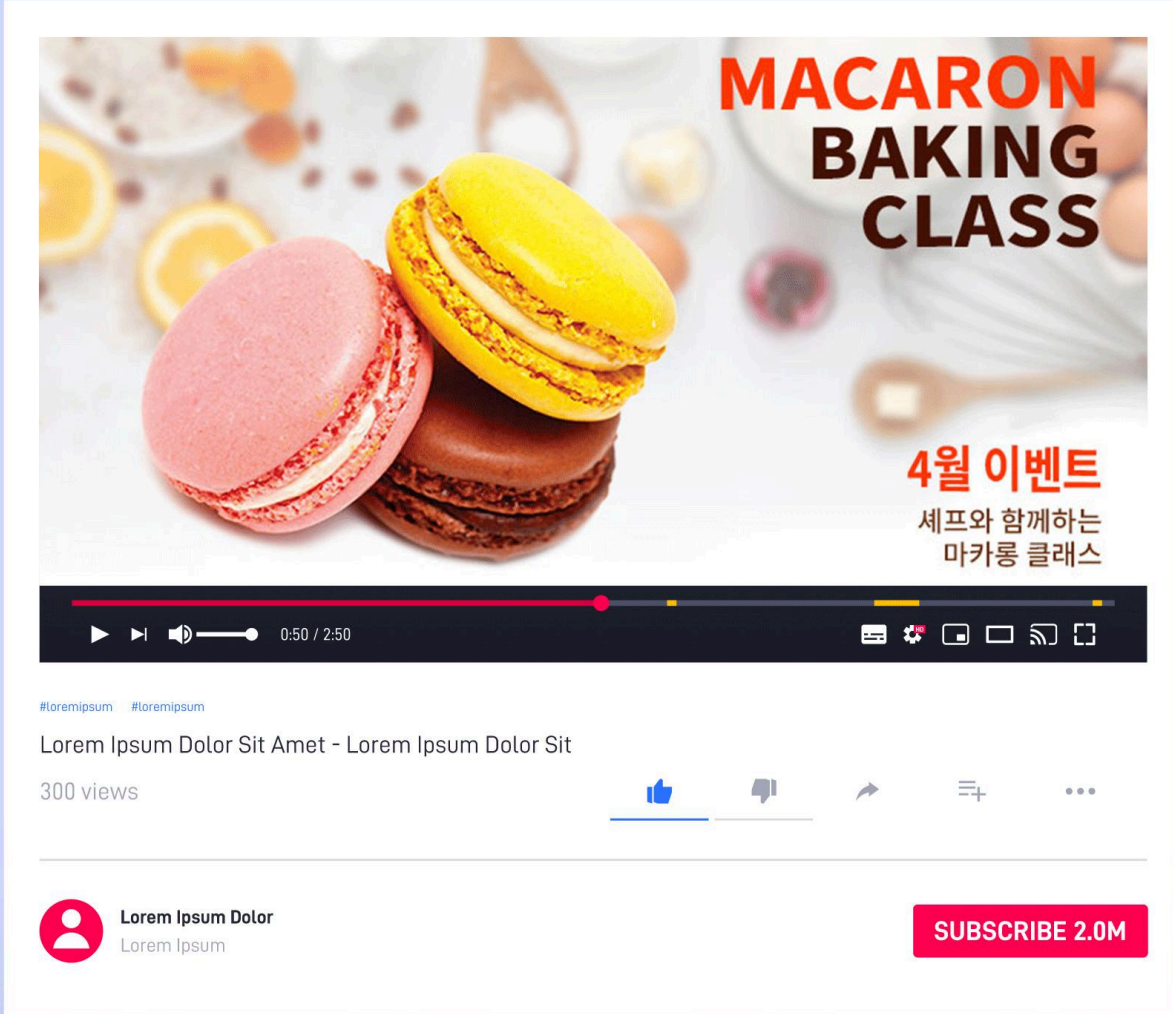 MACARON
BAKING
CLASS
4월 이벤트
셰프와 함께하는
마카롱 클래스
0:50 / 2:50
HD
#loremipsum #loremipsum
Lorem Ipsum Dolor Sit Amet - Lorem Ipsum Dolor Sit
300 views
Lorem Ipsum Dolor
Lorem Ipsum
SUBSCRIBE 2.0M